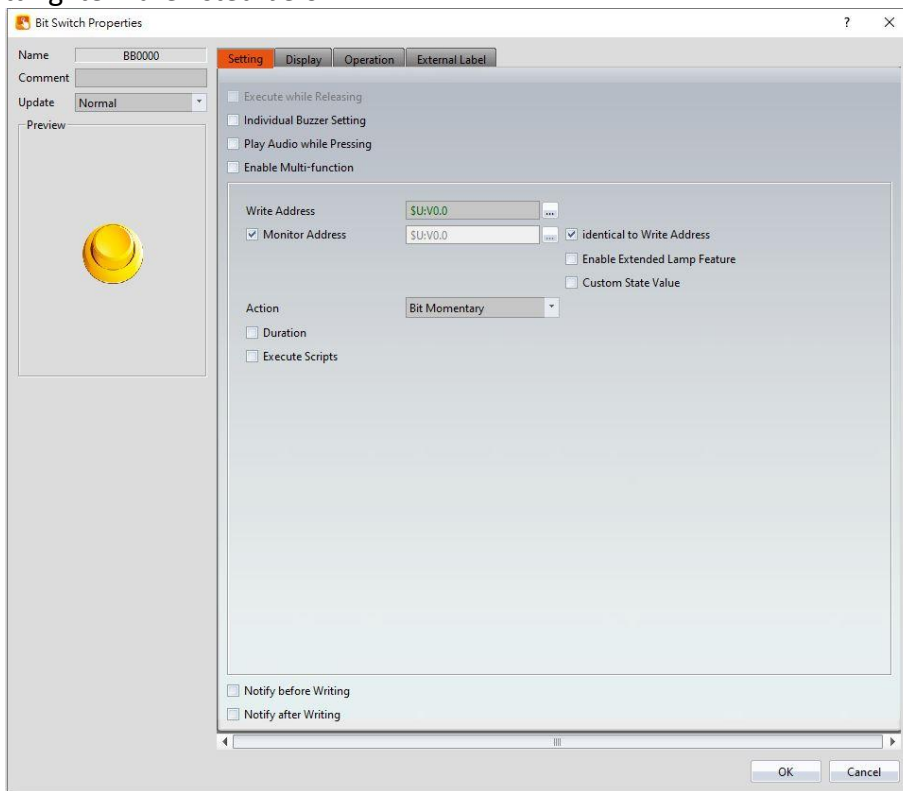 Bit Switch Properties
?
Name BB0000
Comment
Update Normal
Preview
Setting Display Operation External Label
Execute while Releasing
Individual Buzzer Setting
Play Audio while Pressing
Enable Multi-function
Write Address $U:V0.0 ...
Monitor Address $U:V0.0 ... identical to Write Address
Enable Extended Lamp Feature
Custom State Value
Action Bit Momentary
Duration
Execute Scripts
Notify before Writing
Notify after Writing
OK Cancel